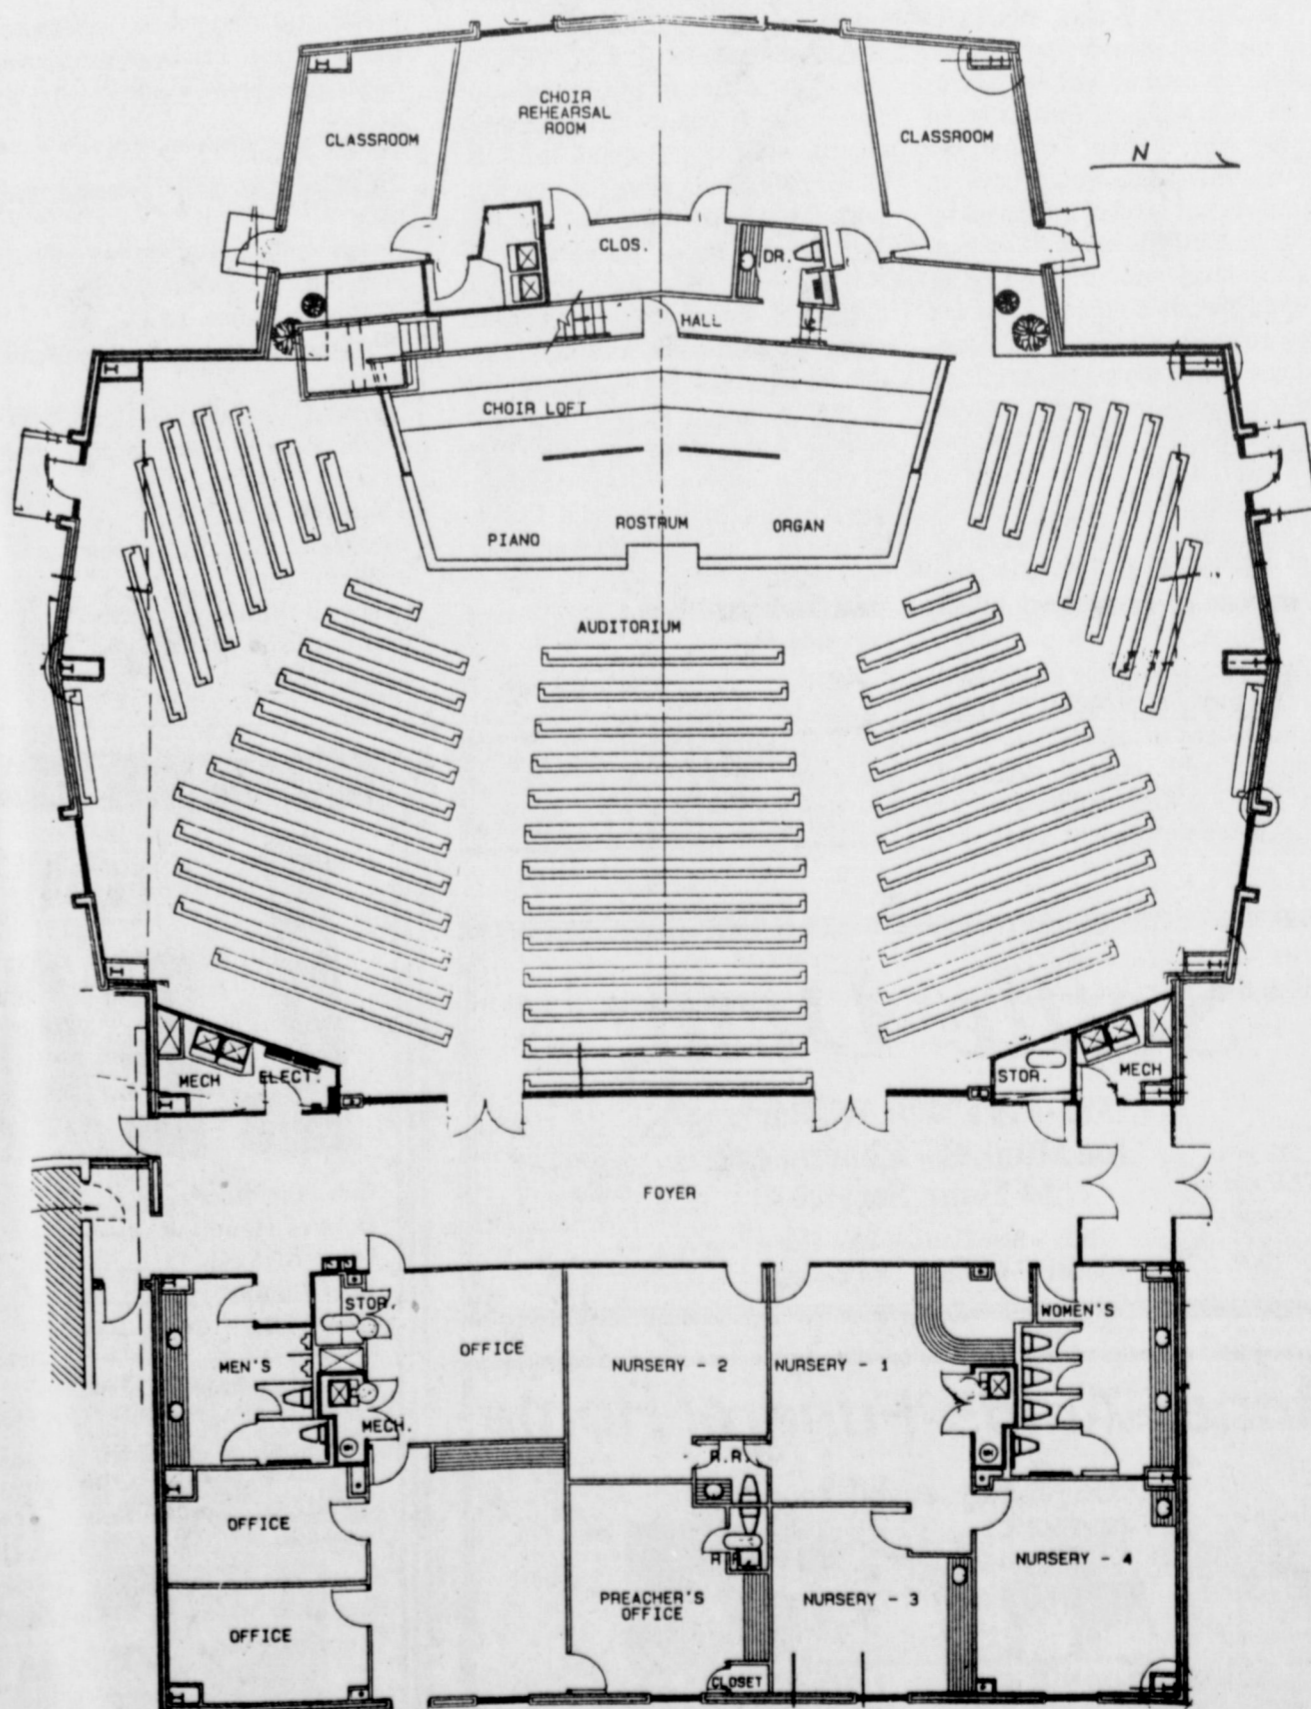 CHOIR
REHEARSAL
ROOM
CLASSROOM
CLASSROOM
N
CLOS.
DR.
HALL
CHOIR LOFT
PIANO
ROSTRUM
ORGAN
AUDITORIUM
MECH
ELECT.
STOR.
MECH
FOYER
STOR.
MEN'S
OFFICE
NURSERY - 2
NURSERY - 1
WOMEN'S
MECH.
R.R.
OFFICE
OFFICE
PREACHER'S
OFFICE
NURSERY - 3
NURSERY - 4
CLOSET